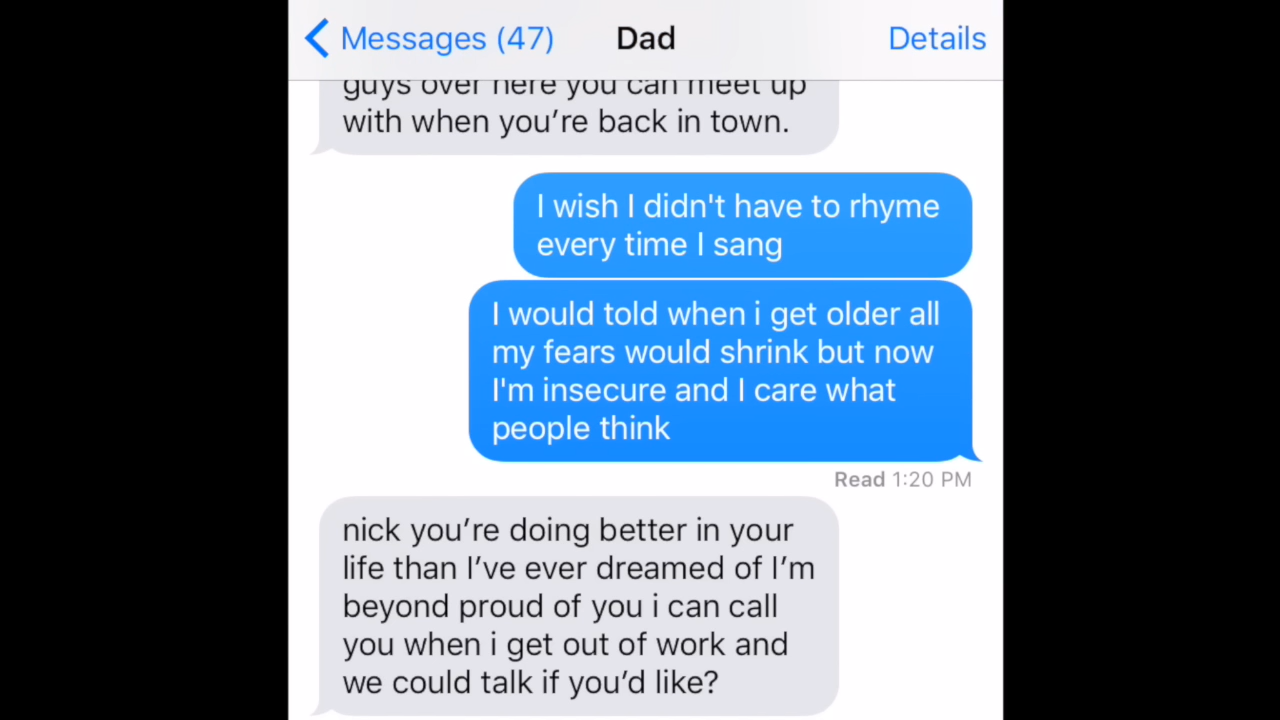 Messages (47) Dad Details
guys over here you can meet up
with when you’re back in town.
I wish I didn't have to rhyme
every time I sang
I would told when i get older all
my fears would shrink but now
I'm insecure and I care what
people think
Read 1:20 PM
nick you’re doing better in your
life than I’ve ever dreamed of I’m
beyond proud of you i can call
you when i get out of work and
we could talk if you’d like?